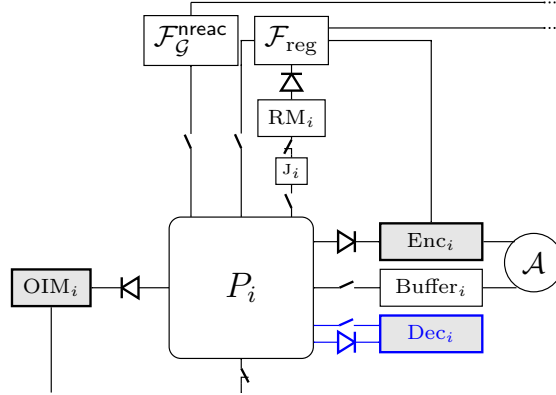 ...
F_G^nreac F_reg ...
RM_i
J_i
P_i Enc_i A
OIM_i Buffer_i
Dec_i